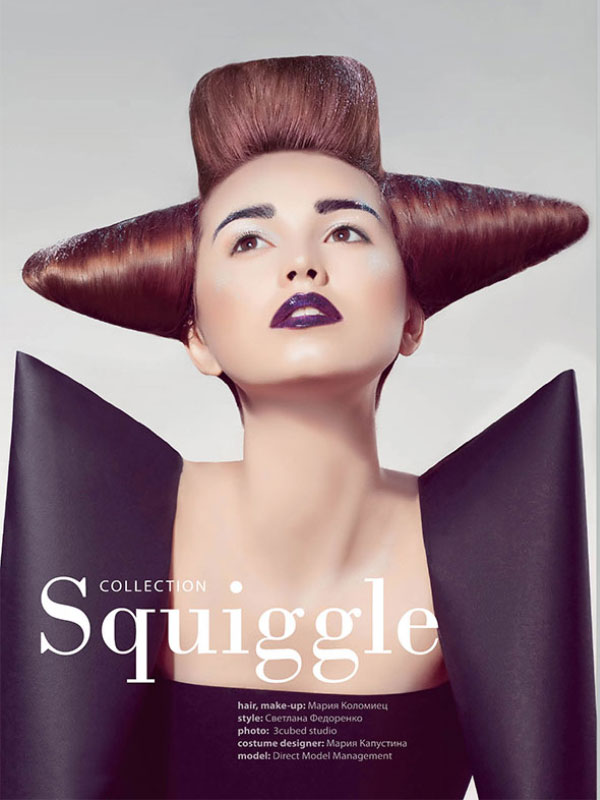 COLLECTION
Squiggle
hair, make-up: Мария Коломиец
style: Светлана Федоренко
photo: 3cubed studio
costume designer: Мария Капустина
model: Direct Model Management